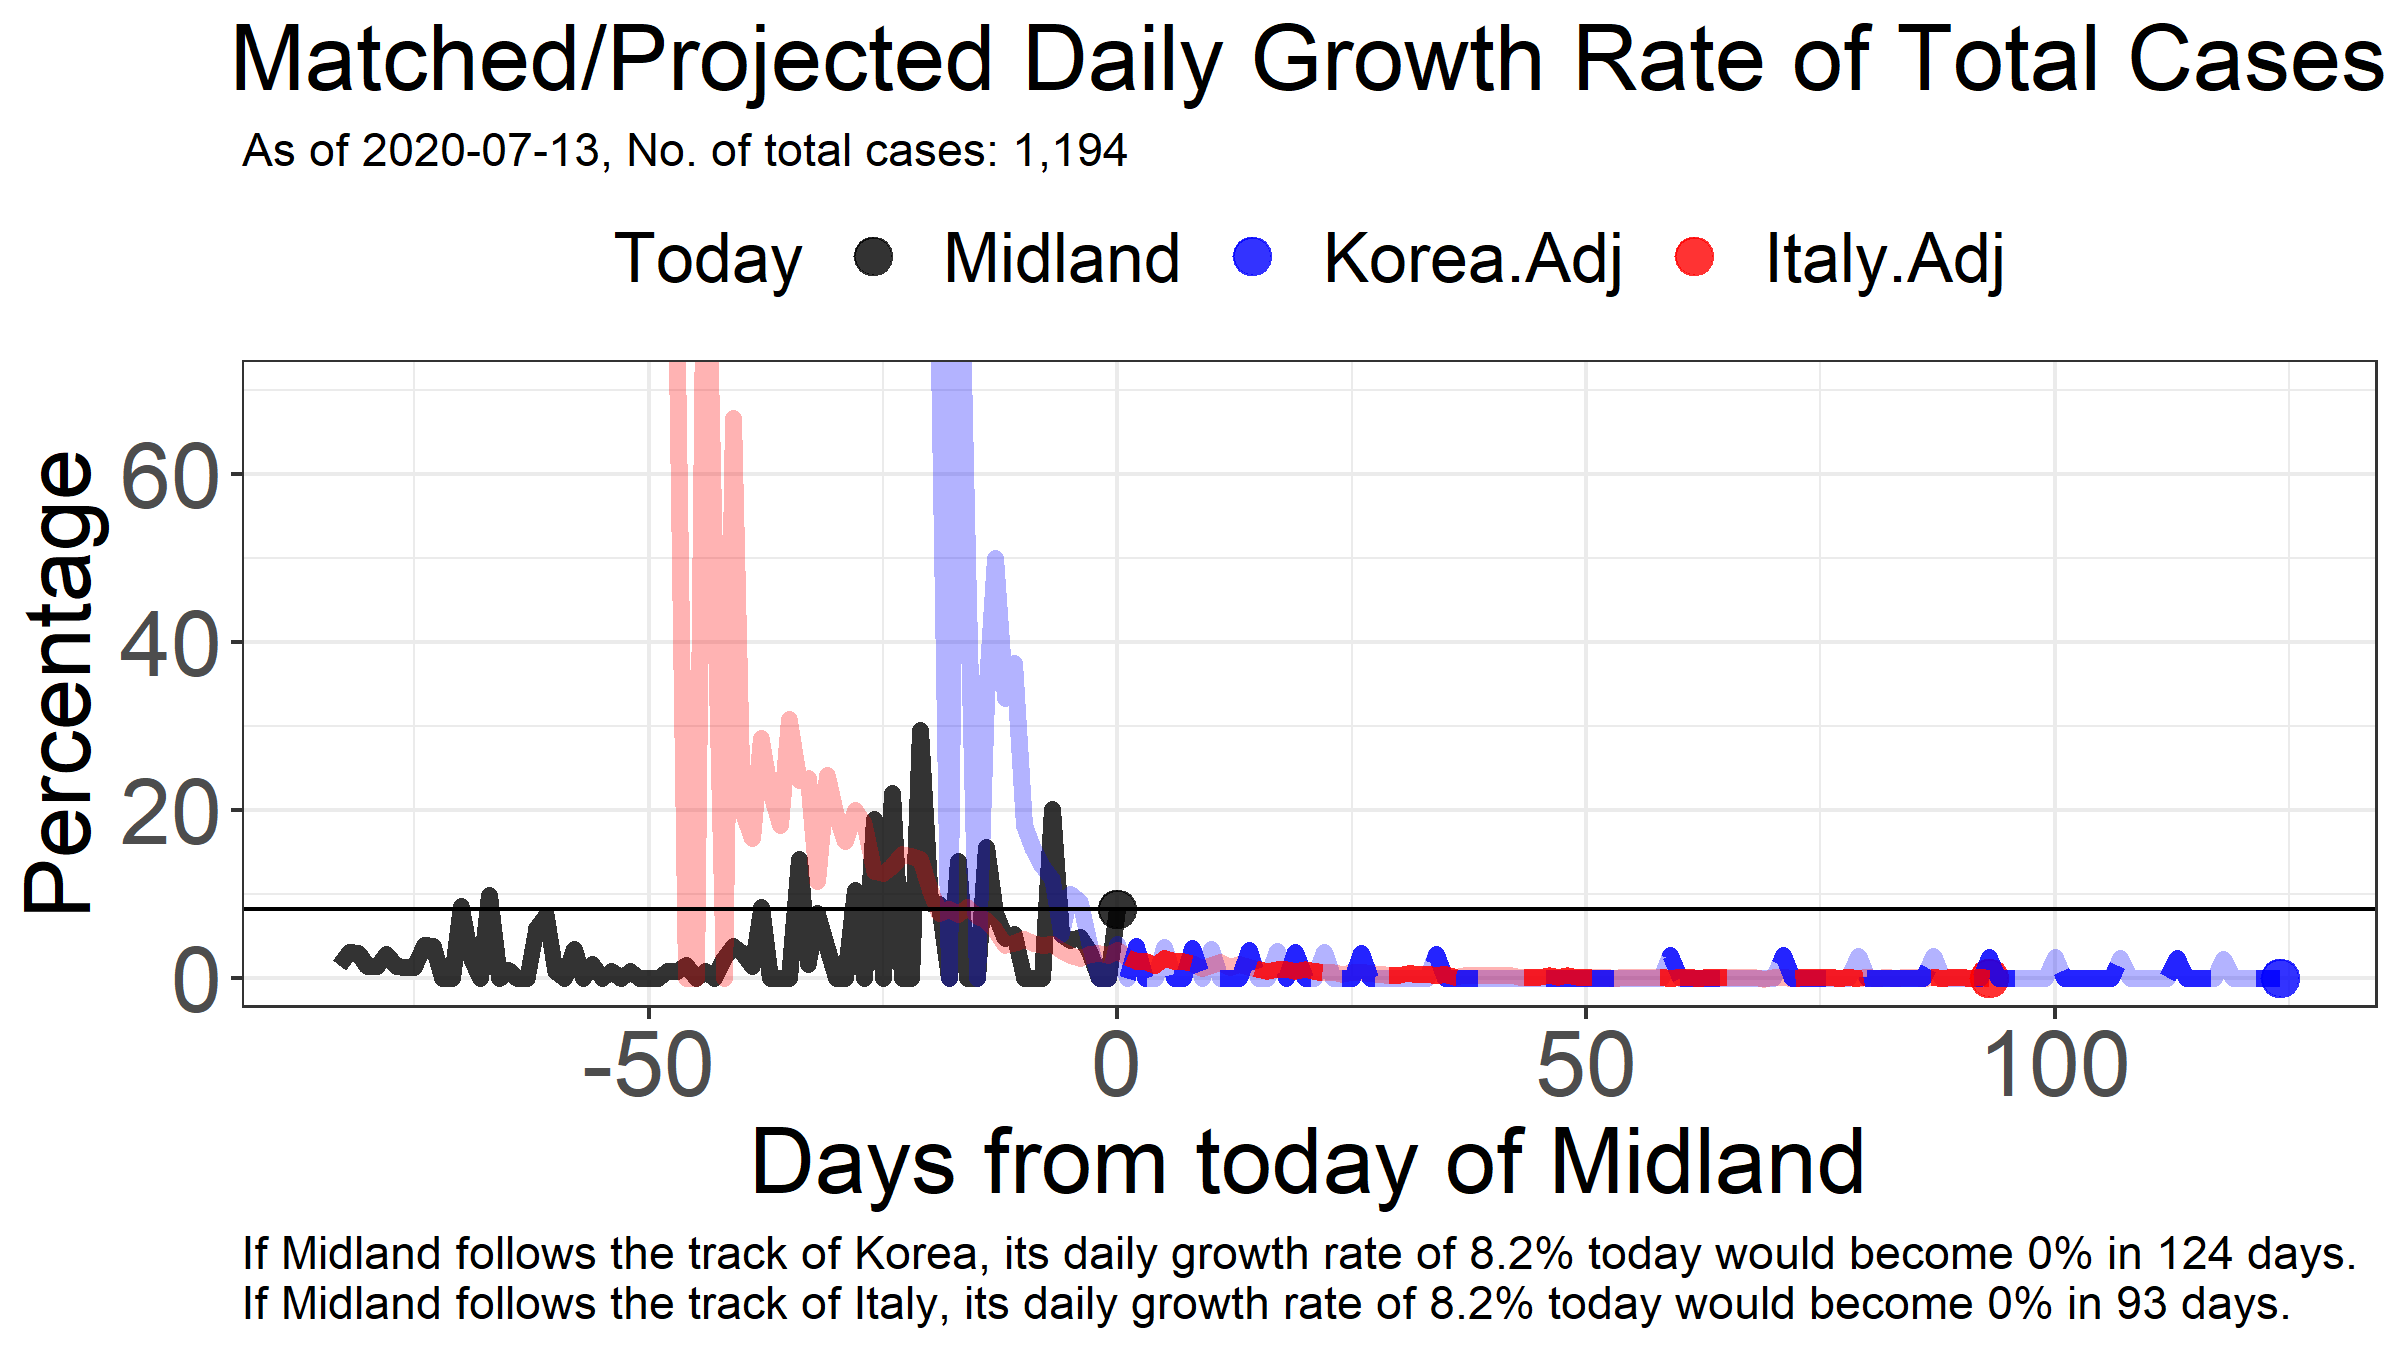 Matched/Projected Daily Growth Rate of Total Cases
As of 2020-07-13, No. of total cases: 1,194
Today Midland Korea.Adj Italy.Adj
Percentage
60
40
20
0
-50 0 50 100
Days from today of Midland
If Midland follows the track of Korea, its daily growth rate of 8.2% today would become 0% in 124 days.
If Midland follows the track of Italy, its daily growth rate of 8.2% today would become 0% in 93 days.